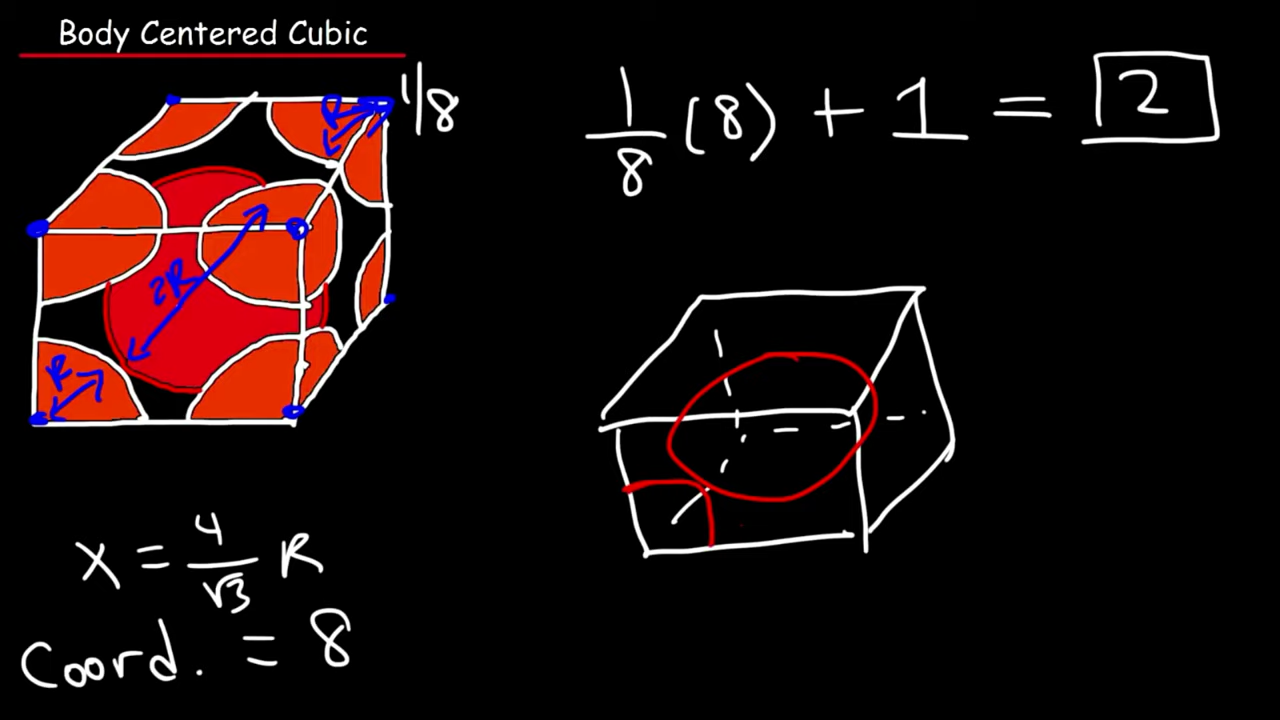 Body Centered Cubic
1/8
R
2R
R
1/8 (8) + 1 = 2
x = 4/√3 R
Coord. = 8